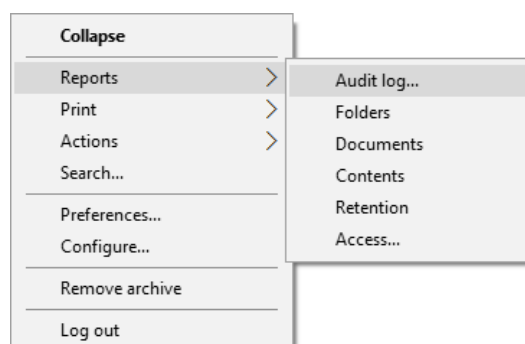 Collapse
Reports
Print
Actions
Search...
Preferences...
Configure...
Remove archive
Log out
Audit log...
Folders
Documents
Contents
Retention
Access...